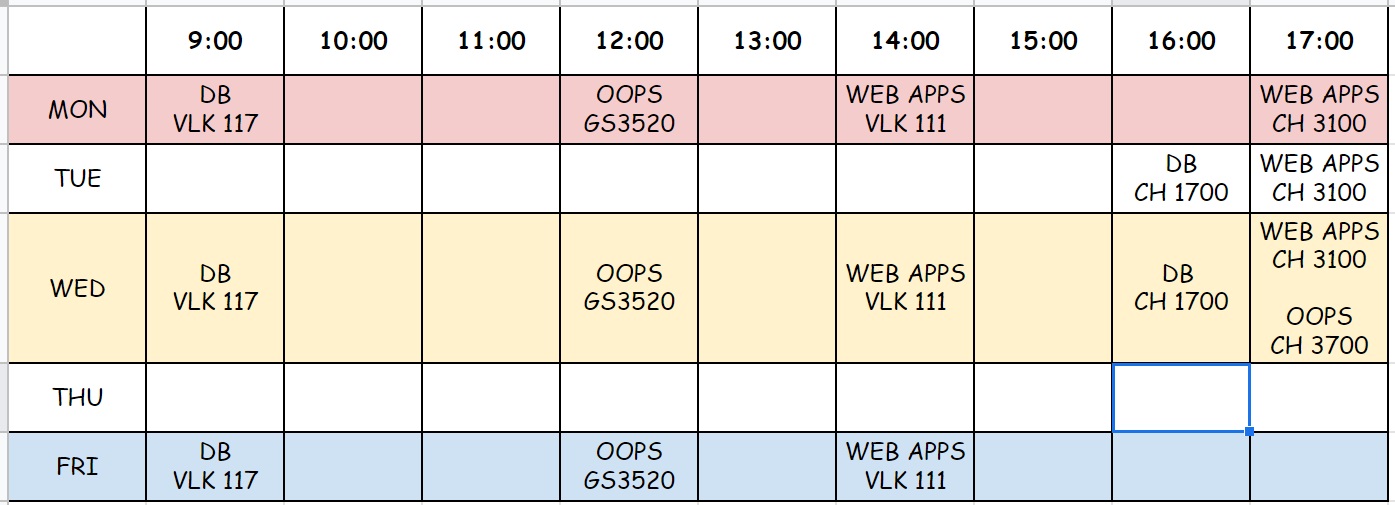 9:00 10:00 11:00 12:00 13:00 14:00 15:00 16:00 17:00
MON
DB
VLK 117
OOPS
GS3520
WEB APPS
VLK 111
WEB APPS
CH 3100
TUE
DB
CH 1700
WEB APPS
CH 3100
WED
DB
VLK 117
OOPS
GS3520
WEB APPS
VLK 111
DB
CH 1700
WEB APPS
CH 3100
OOPS
CH 3700
THU
FRI
DB
VLK 117
OOPS
GS3520
WEB APPS
VLK 111